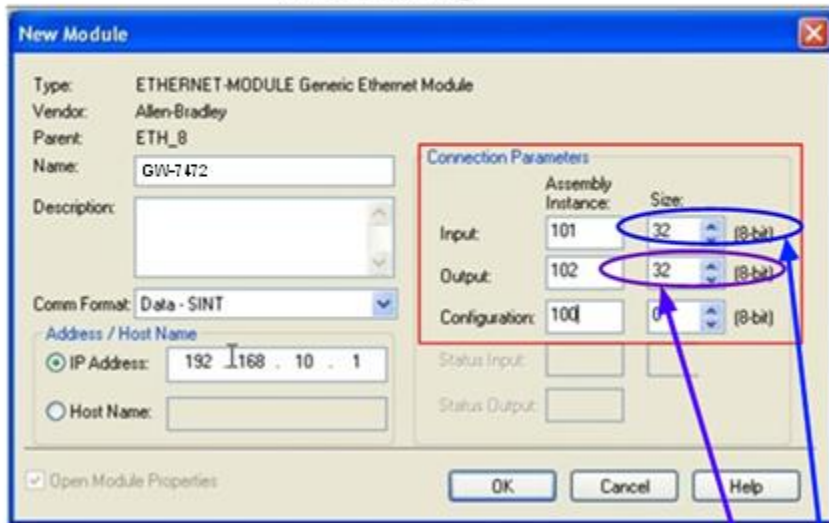 New Module
Type: ETHERNET-MODULE Generic Ethernet Module
Vendor: Allen-Bradley
Parent: ETH_8
Name: GW-7472
Description:
Comm Format: Data - SINT
Address / Host Name
IP Address: 192 . 168 . 10 . 1
Host Name:
Open Module Properties
Connection Parameters
Assembly Instance: Size:
Input: 101 32 (8-bit)
Output: 102 32 (8-bit)
Configuration: 100 0 (8-bit)
Status Input:
Status Output:
OK Cancel Help